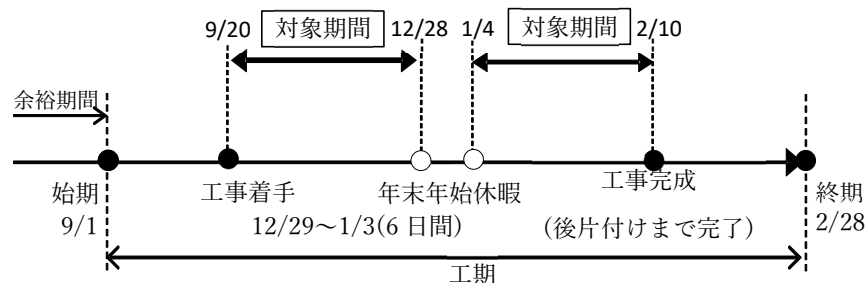 9/20 対象期間 12/28 1/4 対象期間 2/10
余裕期間
始期 工事着手 年末年始休暇 工事完成 終期
9/1 12/29～1/3(6 日間) (後片付けまで完了) 2/28
工期